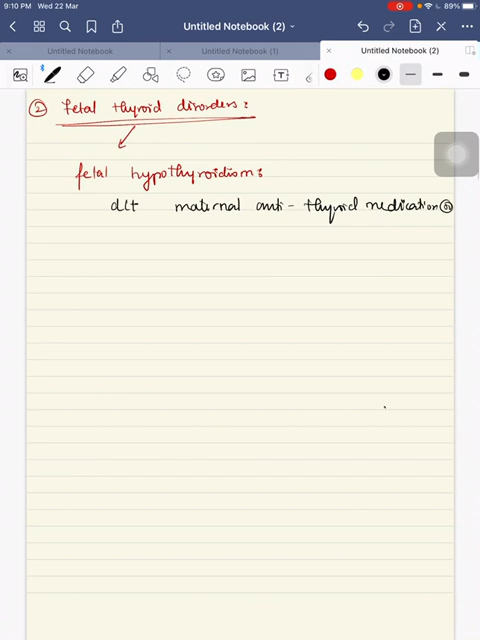 9:10 PM Wed 22 Mar
89%
Untitled Notebook (2)
Untitled Notebook
Untitled Notebook (1)
Untitled Notebook (2)
② Fetal thyroid disorders:
fetal hypothyroidism:
dlt maternal anti- thyroid medication